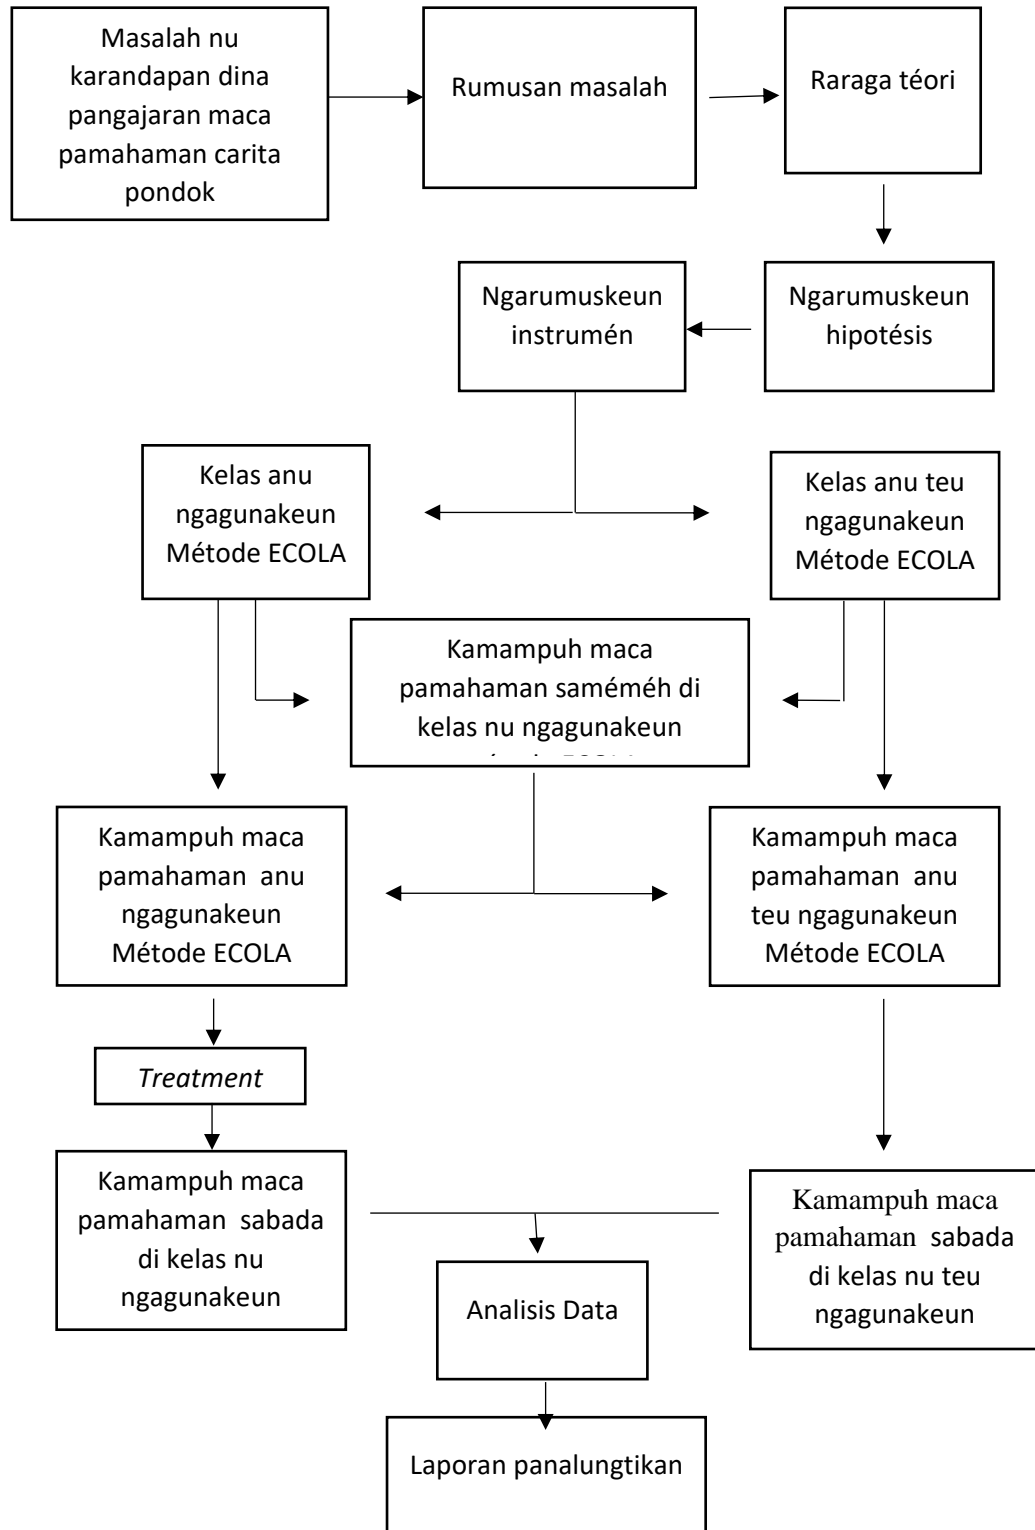 Masalah nu
karandapan dina
pangajaran maca
pamahaman carita
pondok
Rumusan masalah
Raraga téori
Ngarumuskeun
instrumén
Ngarumuskeun
hipotésis
Kelas anu
ngagunakeun
Métode ECOLA
Kelas anu teu
ngagunakeun
Métode ECOLA
Kamampuh maca
pamahaman saméméh di
kelas nu ngagunakeun
Kamampuh maca
pamahaman anu
ngagunakeun
Métode ECOLA
Kamampuh maca
pamahaman anu
teu ngagunakeun
Métode ECOLA
Treatment
Kamampuh maca
pamahaman sabada
di kelas nu
ngagunakeun
Kamampuh maca
pamahaman sabada
di kelas nu teu
ngagunakeun
Analisis Data
Laporan panalungtikan